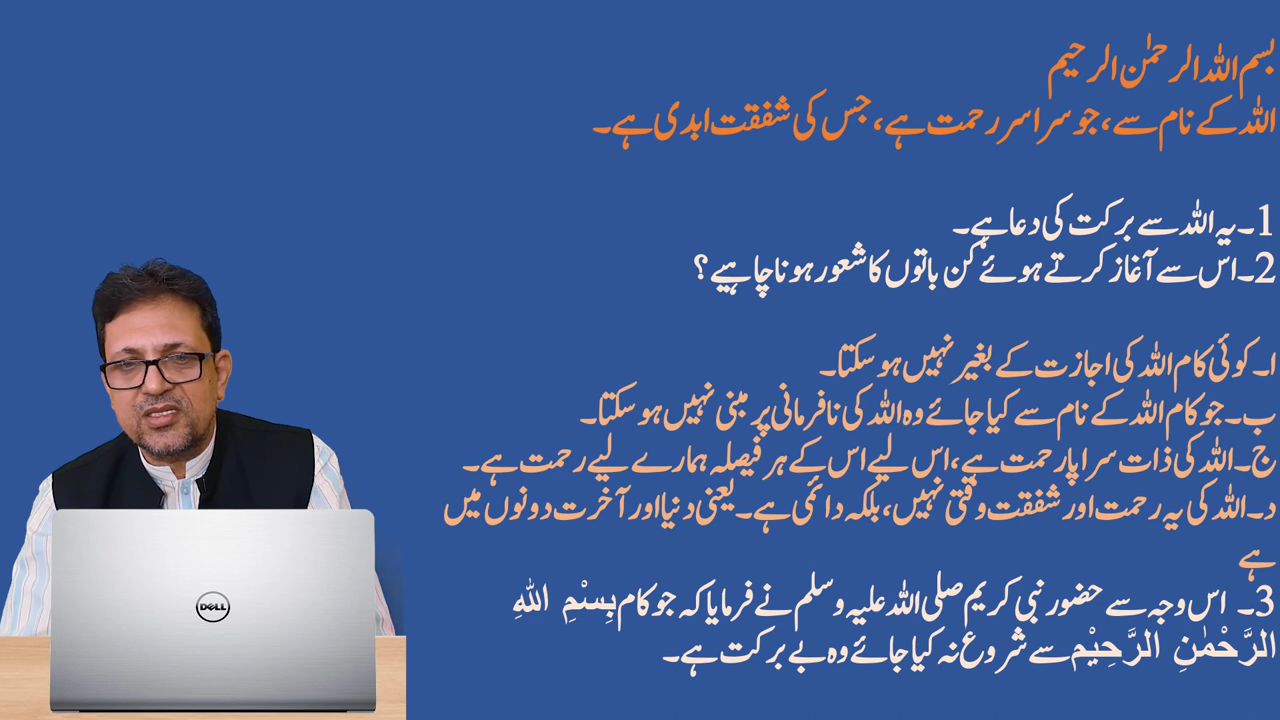 بسم اللہ الرحمٰن الرحیم
اللہ کے نام سے، جو سراسر رحمت ہے، جس کی شفقت ابدی ہے۔
1۔یہ اللہ سے برکت کی دعا ہے۔
2۔اس سے آغاز کرتے ہوئے کن باتوں کا شعور ہونا چاہیے؟
ا۔کوئی کام اللہ کی اجازت کے بغیر نہیں ہو سکتا۔
ب۔جو کام اللہ کے نام سے کیا جائے وہ اللہ کی نافرمانی پر مبنی نہیں ہو سکتا۔
ج۔اللہ کی ذات سراپا رحمت ہے، اس لیے اس کے ہر فیصلہ ہمارے لیے رحمت ہے۔
د۔اللہ کی یہ رحمت اور شفقت وقتی نہیں، بلکہ دائمی ہے۔ یعنی دنیا اور آخرت دونوں میں
ہے
3۔ اس وجہ سے حضور نبی کریم صلی اللہ علیہ وسلم نے فرمایا کہ جو کام بِسْمِ اللهِ
الرَّحْمٰنِ الرَّحِيْمِ سے شروع نہ کیا جائے وہ بے برکت ہے۔
DELL